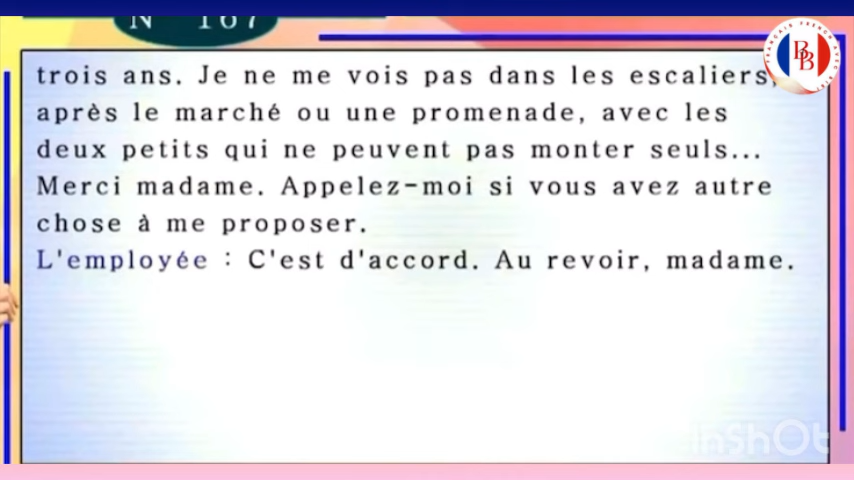 N° 167
trois ans. Je ne me vois pas dans les escaliers,
après le marché ou une promenade, avec les
deux petits qui ne peuvent pas monter seuls...
Merci madame. Appelez-moi si vous avez autre
chose à me proposer.
L'employée : C'est d'accord. Au revoir, madame.
InShOt